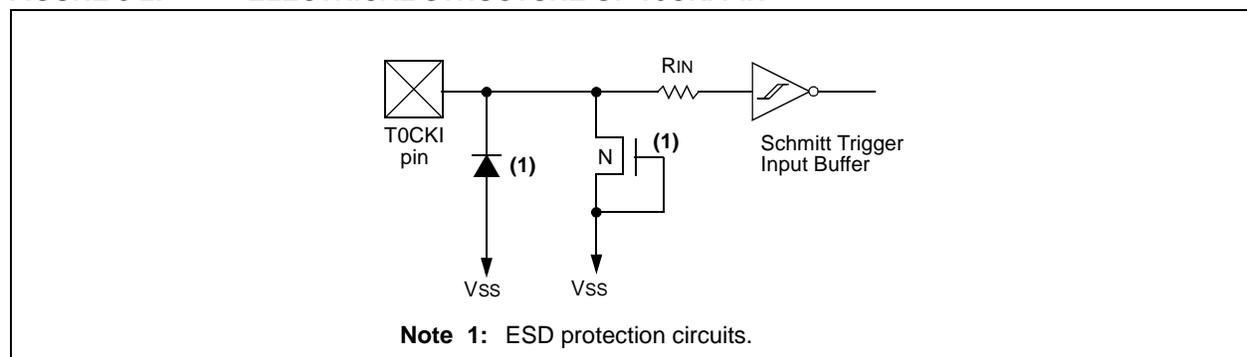 RIN
T0CKI
pin
(1)
N
(1)
Schmitt Trigger
Input Buffer
VSS
VSS
Note 1: ESD protection circuits.